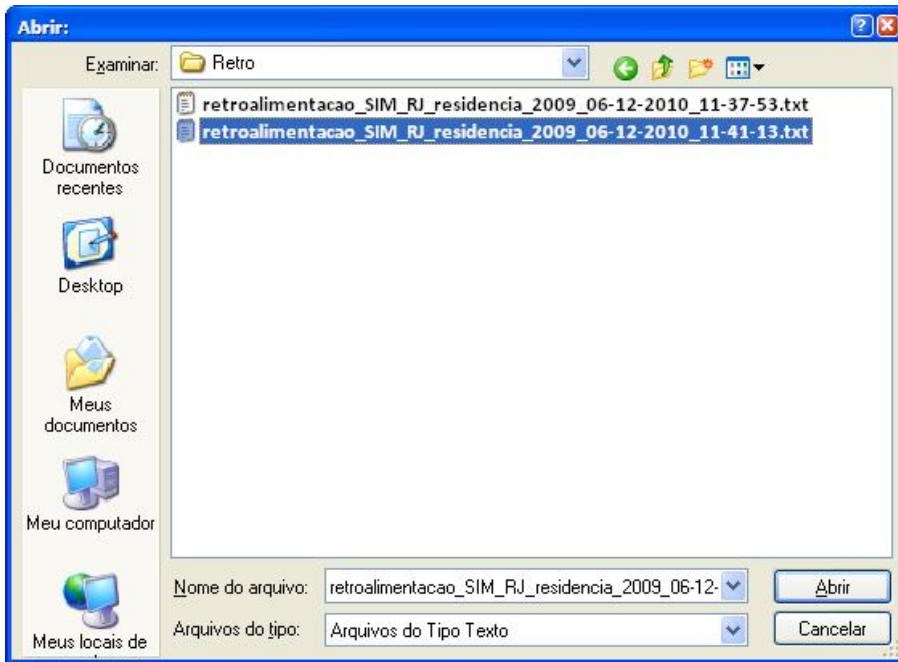 Abrir:
Examinar:
Retro
retroalimentacao_SIM_RJ_residencia_2009_06-12-2010_11-37-53.txt
retroalimentacao_SIM_RJ_residencia_2009_06-12-2010_11-41-13.txt
Documentos
recentes
Desktop
Meus
documentos
Meu computador
Meus locais de
Nome do arquivo:
retroalimentacao_SIM_RJ_residencia_2009_06-12-
Abrir
Arquivos do tipo:
Arquivos do Tipo Texto
Cancelar